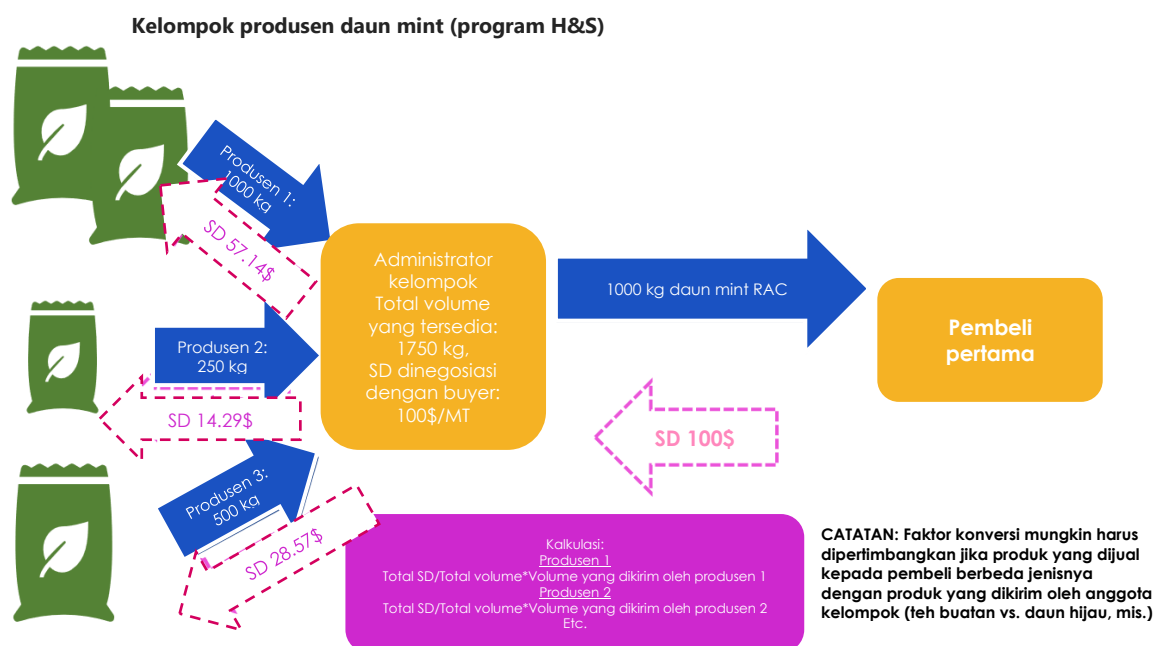 Kelompok produsen daun mint (program H&S)
Produsen 1:
1000 kg
SD 57.14$
Produsen 2:
250 kg
SD 14.29$
Produsen 3:
500 kg
SD 28.57$
Administrator
kelompok
Total volume
yang tersedia:
1750 kg,
SD dinegosiasi
dengan buyer:
100$/MT
1000 kg daun mint RAC
Pembeli
pertama
SD 100$
Kalkulasi:
Produsen 1
Total SD/Total volume*Volume yang dikirim oleh produsen 1
Produsen 2
Total SD/Total volume*Volume yang dikirim oleh produsen 2
Etc.
CATATAN: Faktor konversi mungkin harus
dipertimbangkan jika produk yang dijual
kepada pembeli berbeda jenisnya
dengan produk yang dikirim oleh anggota
kelompok (teh buatan vs. daun hijau, mis.)